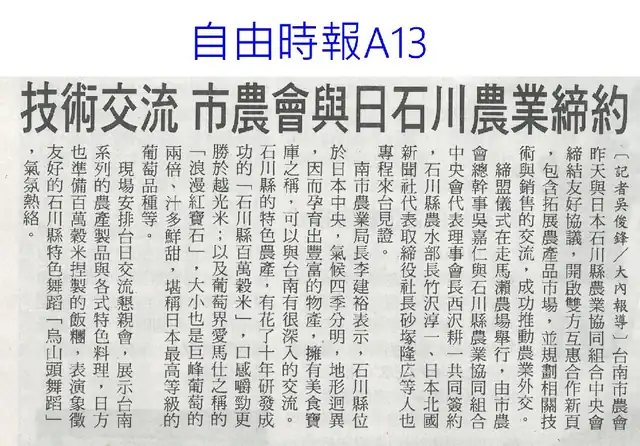 自由時報A13
技術交流 市農會與日石川農業締約
〔記者吳俊鋒／大內報導〕台南市農會
昨天與日本石川縣農業協同組合中央會
締結友好協議，開啟雙方互惠合作新頁
，包含拓展農產品市場，並規劃相關技
術與銷售的交流，成功推動農業外交。
締盟儀式在走馬瀨農場舉行，由市農
會總幹事吳嘉仁與石川縣農業協同組合
中央會代表理事會長西沢耕一共同簽約
，石川縣農水部長竹沢淳一、日本北國
新聞社代表取締役社長砂塚隆広等人也
專程來台見證。
南市農業局長李建裕表示，石川縣位
於日本中央，氣候四季分明，地形迥異
，因而孕育出豐富的物產，擁有美食寶
庫之稱，可以與台南有很深入的交流。
石川縣的特色農產，有花了十年研發成
功的「石川縣百萬穀米」，口感嚼勁更
勝於越光米；以及葡萄界愛馬仕之稱的
「浪漫紅寶石」，大小也是巨峰葡萄的
兩倍、汁多鮮甜，堪稱日本最高等級的
葡萄品種等。
現場安排台日交流懇親會，展示台南
系列的農產製品與各式特色料理，日方
也準備百萬穀米捏製的飯糰，表演象徵
友好的石川縣特色舞蹈「烏山頭舞蹈」
，氣氛熱絡。